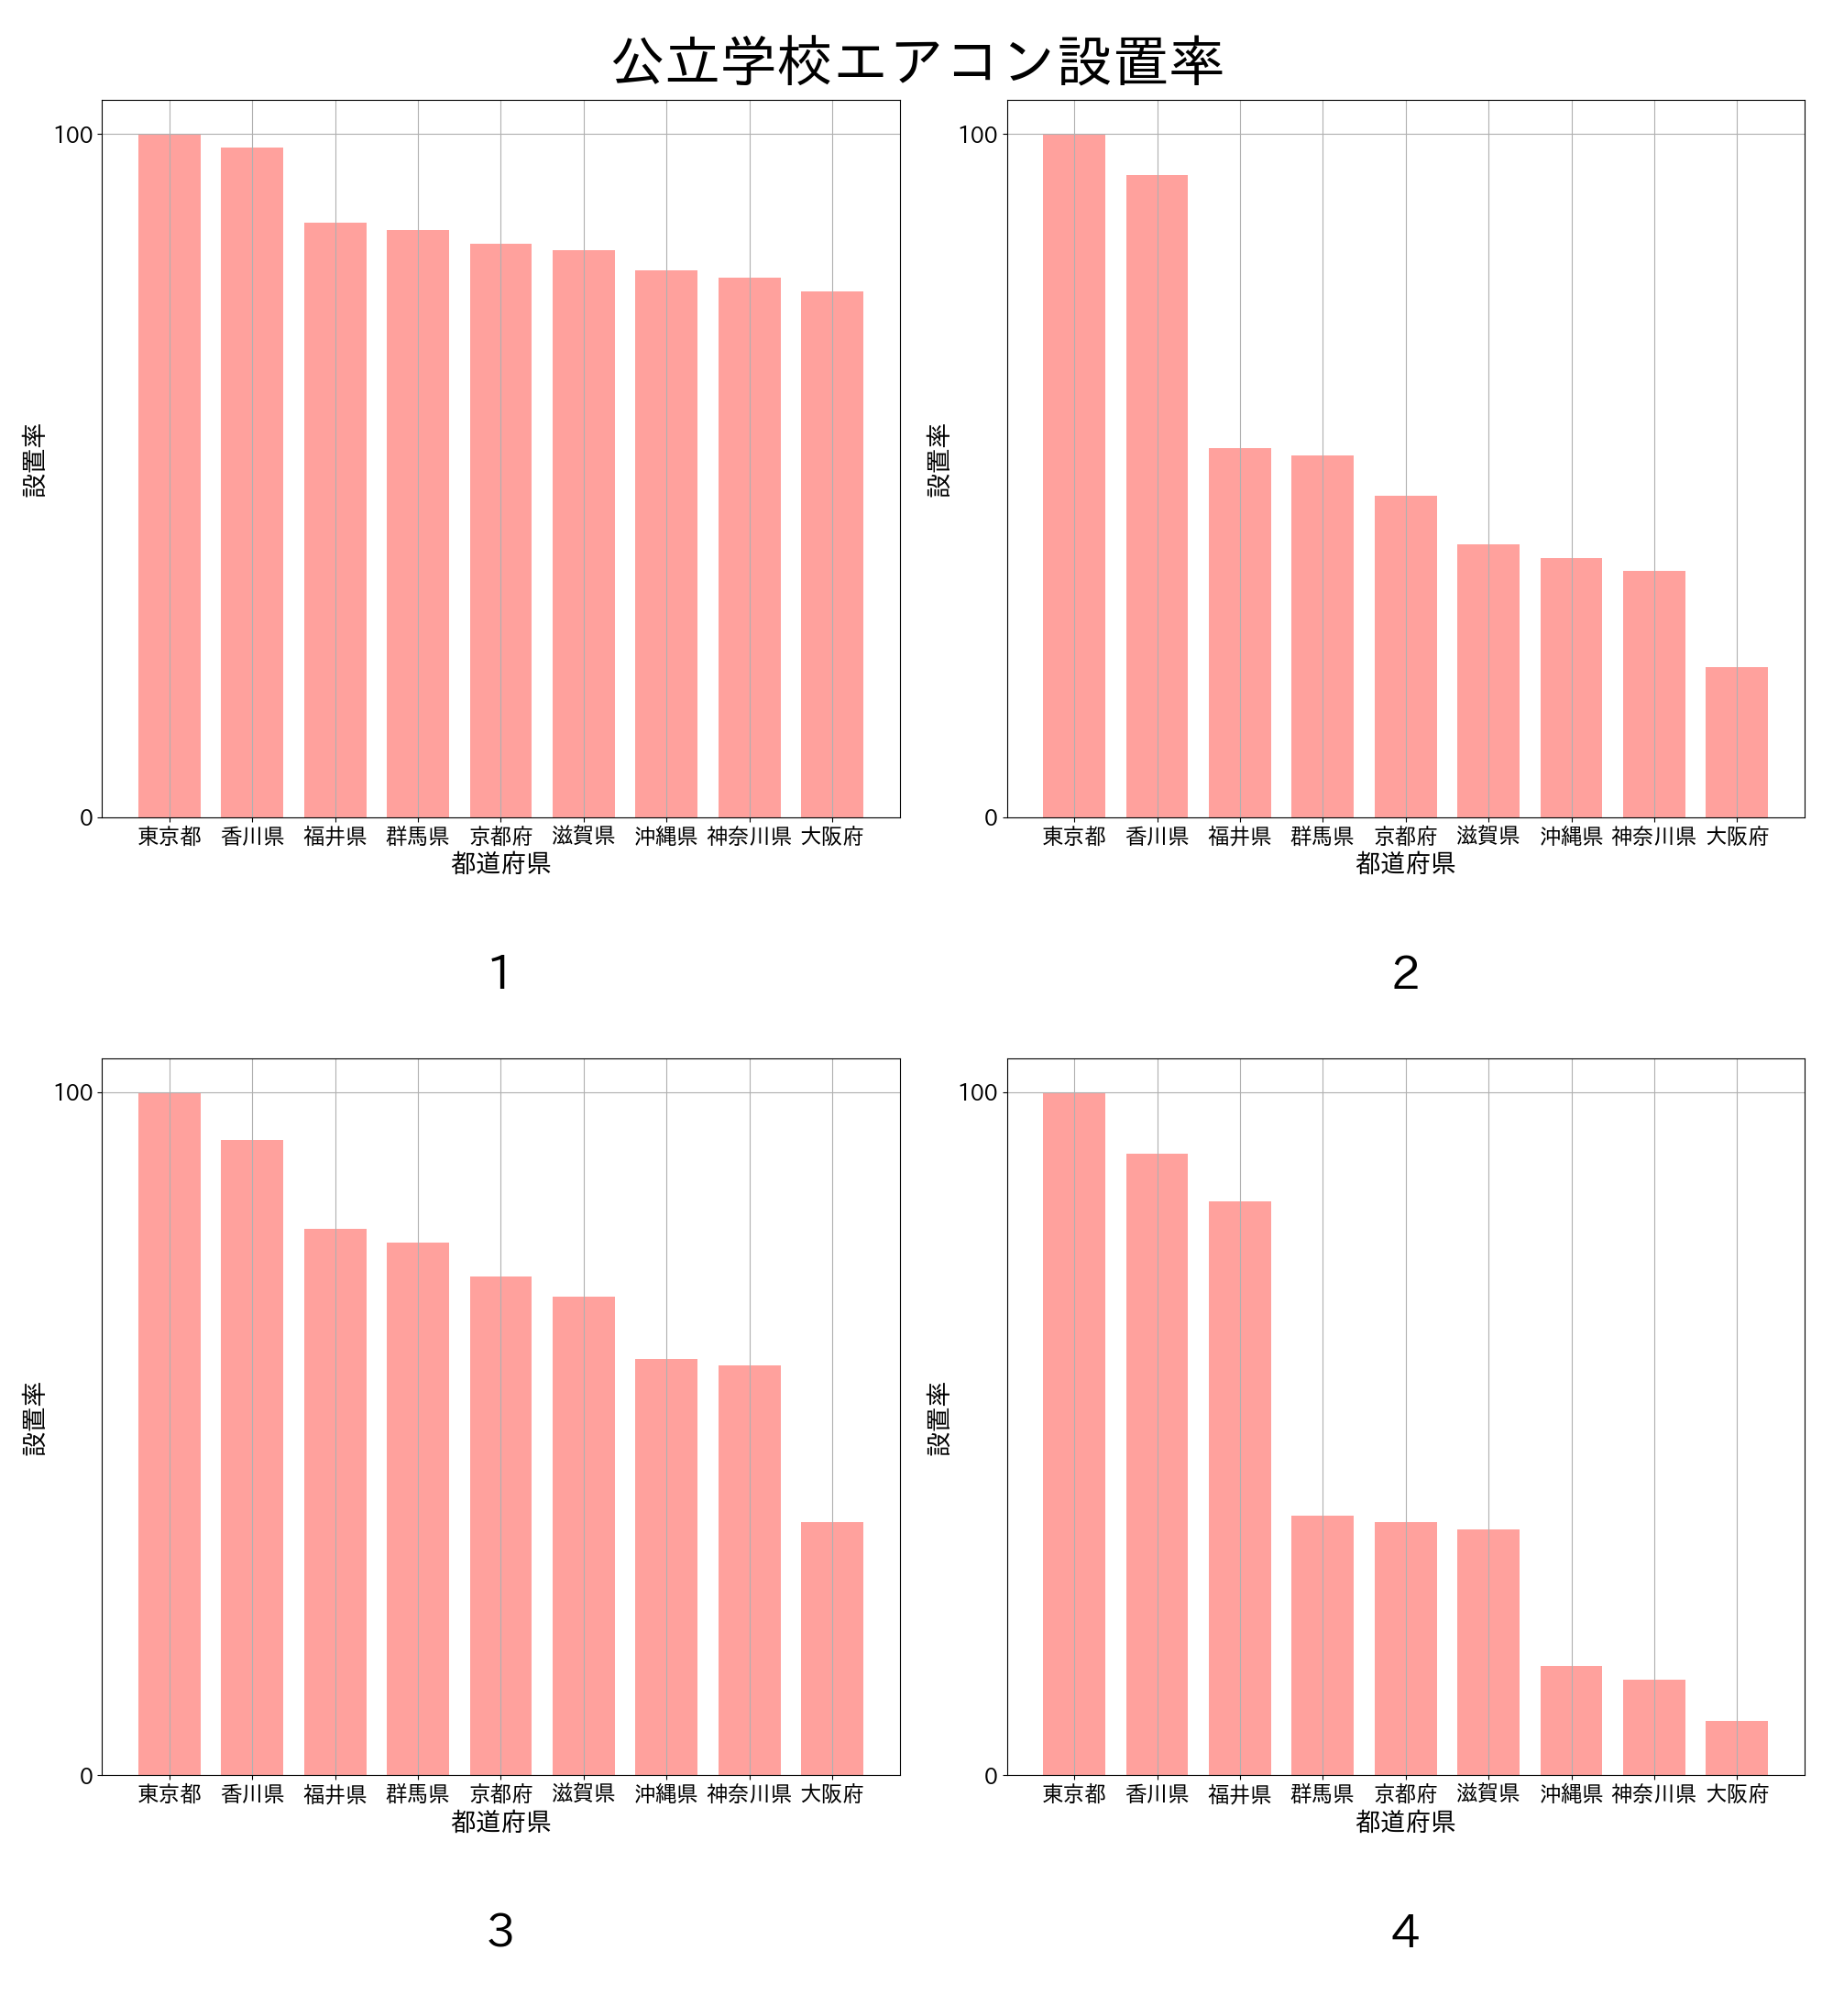 公立学校エアコン設置率
100
設置率
0
東京都 香川県 福井県 群馬県 京都府 滋賀県 沖縄県 神奈川県 大阪府
都道府県
1
100
設置率
0
東京都 香川県 福井県 群馬県 京都府 滋賀県 沖縄県 神奈川県 大阪府
都道府県
2
100
設置率
0
東京都 香川県 福井県 群馬県 京都府 滋賀県 沖縄県 神奈川県 大阪府
都道府県
3
100
設置率
0
東京都 香川県 福井県 群馬県 京都府 滋賀県 沖縄県 神奈川県 大阪府
都道府県
4